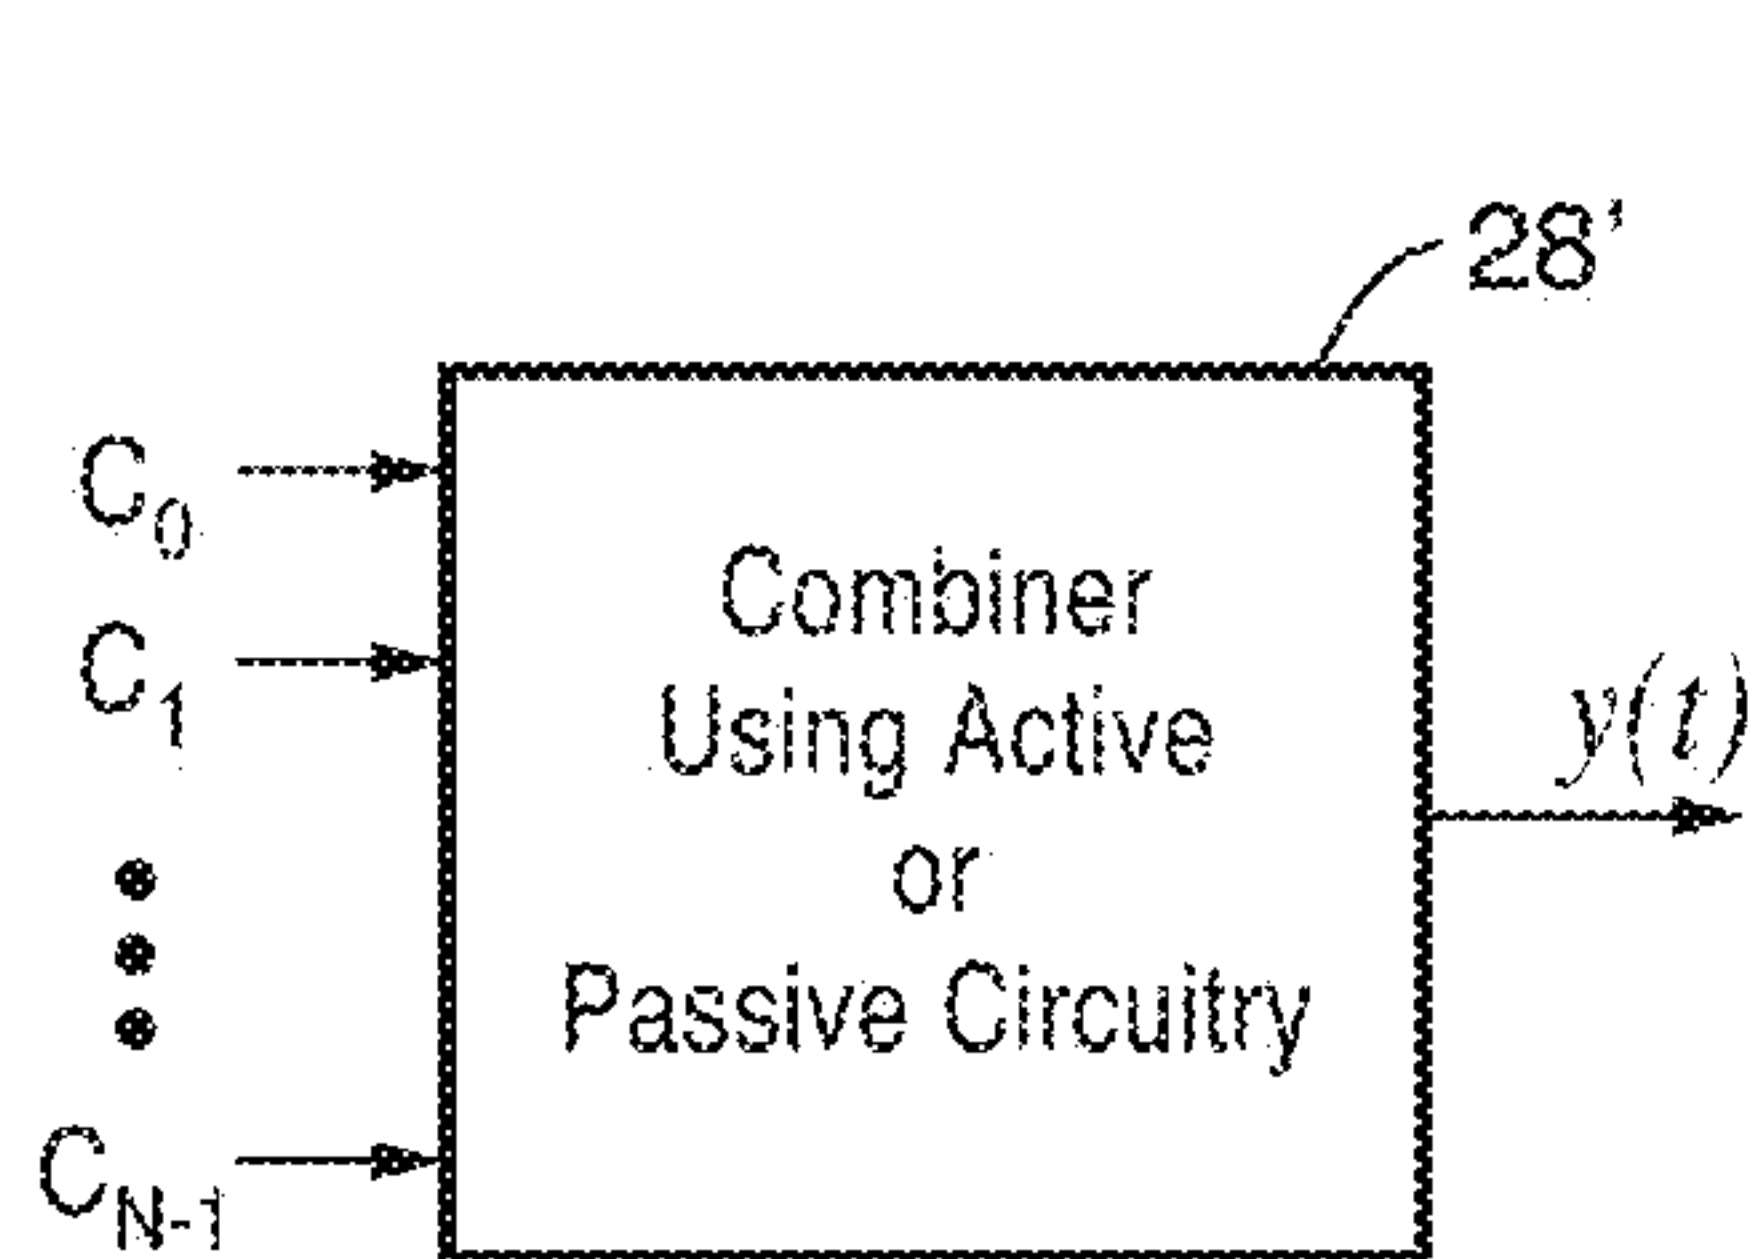 28'
C0
C1
Combiner
Using Active
or
Passive Circuitry
y(t)
CN-1